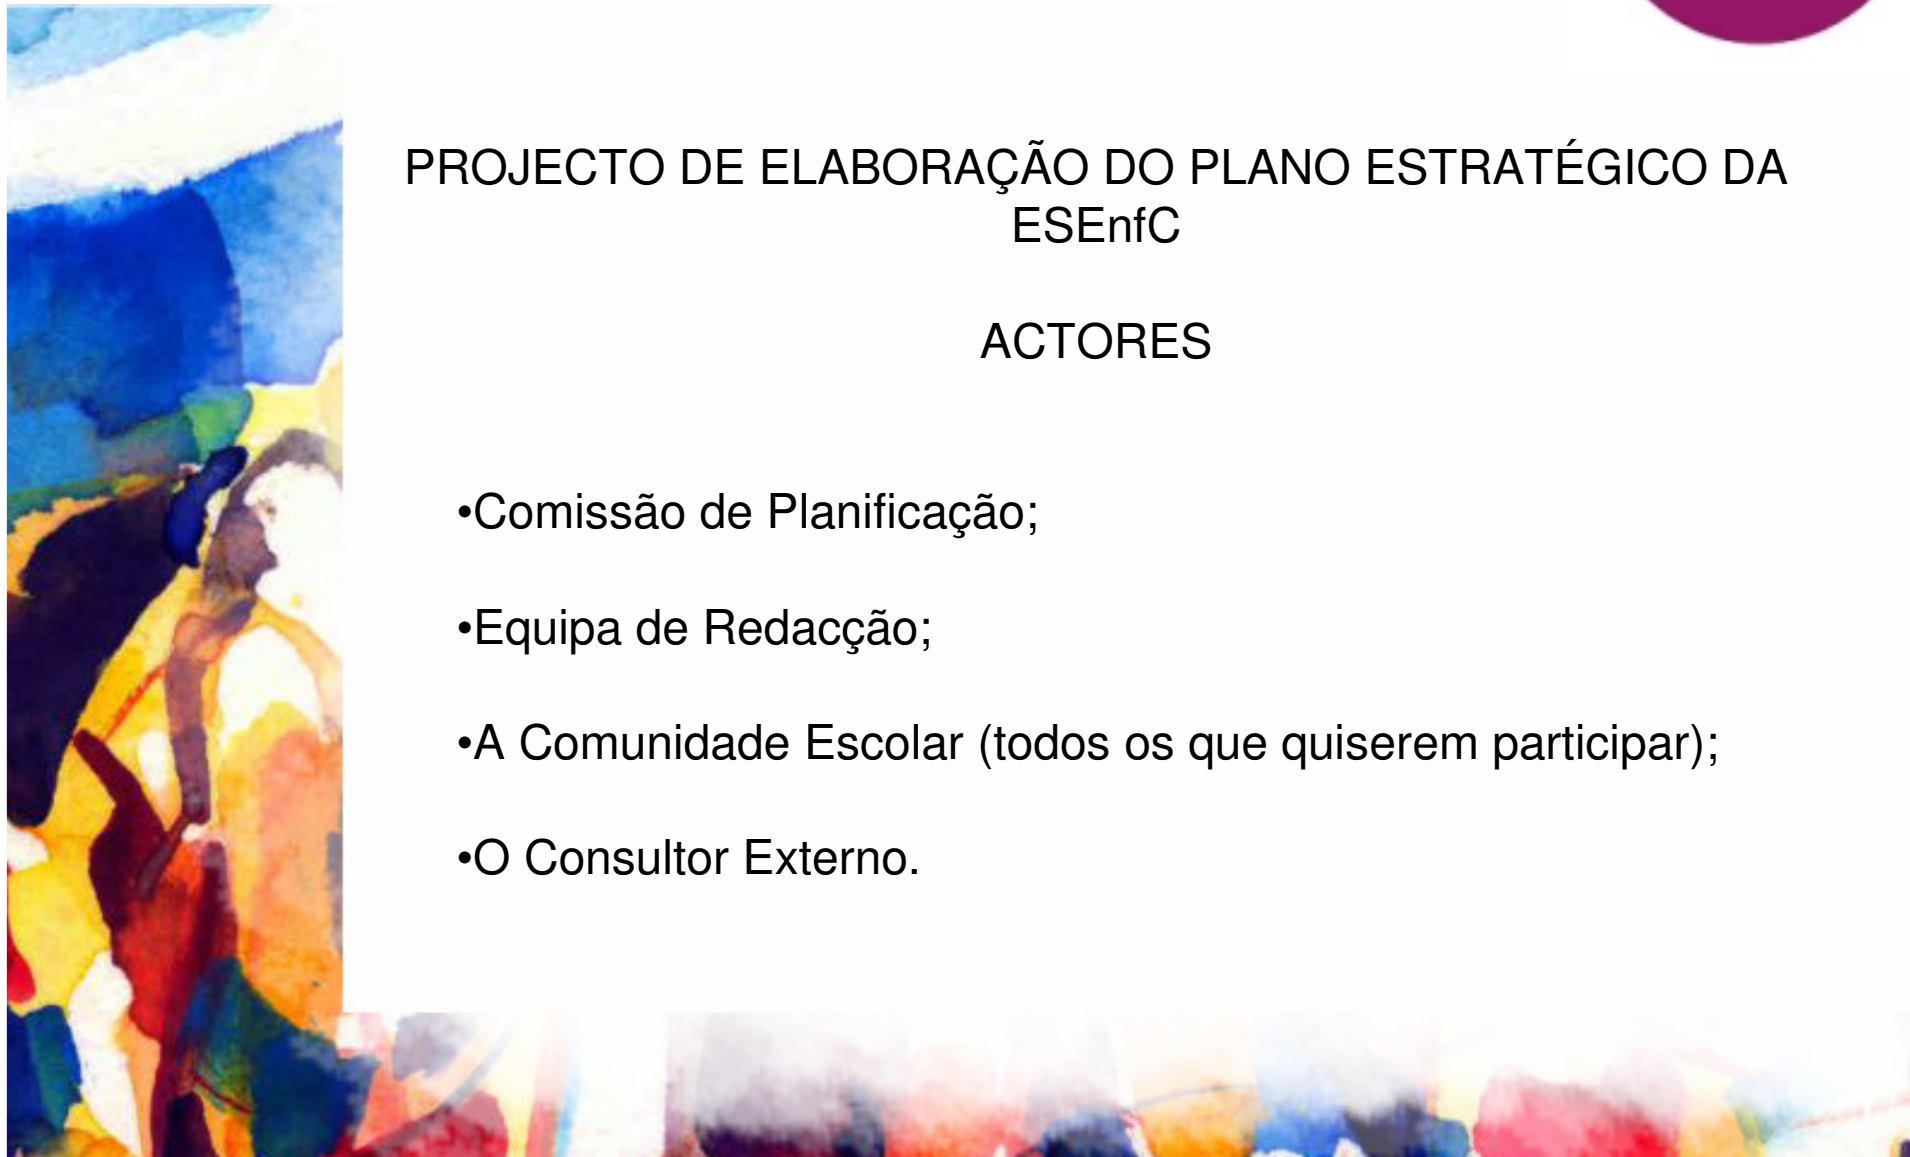 PROJECTO DE ELABORAÇÃO DO PLANO ESTRATÉGICO DA
ESEnfC
ACTORES
•Comissão de Planificação;
•Equipa de Redacção;
•A Comunidade Escolar (todos os que quiserem participar);
•O Consultor Externo.